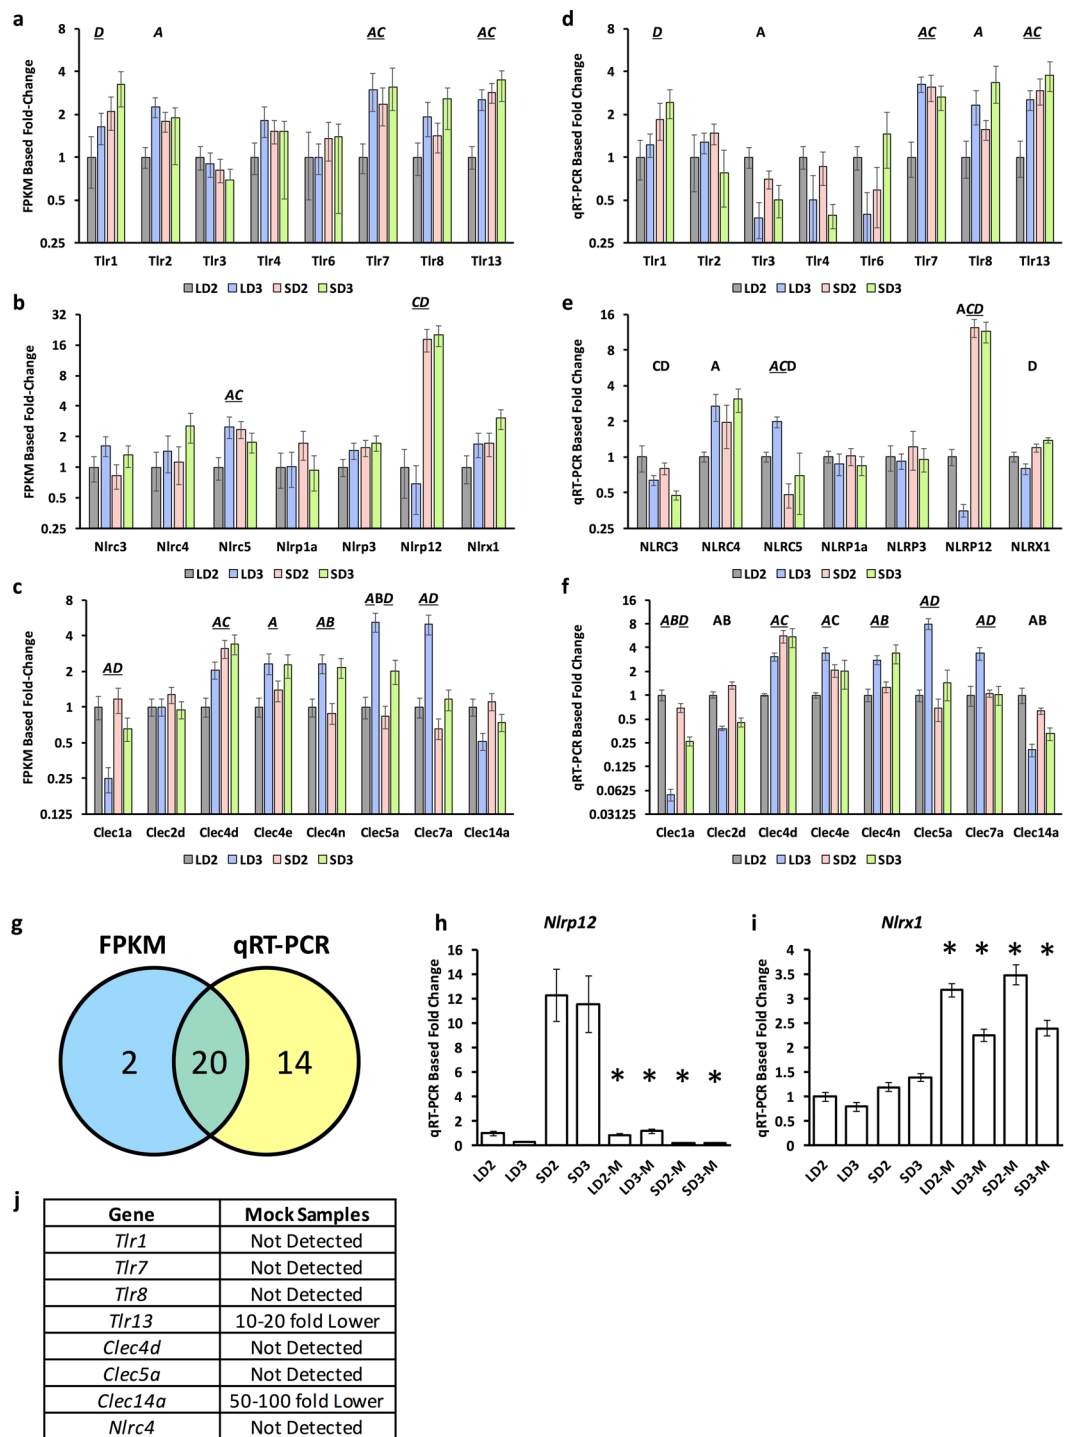 a
D A AC AC
FPKM Based Fold-Change
8
4
2
1
0.5
0.25
Tlr1 Tlr2 Tlr3 Tlr4 Tlr6 Tlr7 Tlr8 Tlr13
LD2 LD3 SD2 SD3
d
D A AC A AC
qRT-PCR Based Fold-Change
8
4
2
1
0.5
0.25
Tlr1 Tlr2 Tlr3 Tlr4 Tlr6 Tlr7 Tlr8 Tlr13
LD2 LD3 SD2 SD3
b
CD
AC
FPKM Based Fold-Change
32
16
8
4
2
1
0.5
0.25
Nlrc3 Nlrc4 Nlrc5 Nlrp1a Nlrp3 Nlrp12 Nlrx1
LD2 LD3 SD2 SD3
e
ACD
CD A ACD D
qRT-PCR Based Fold-Change
16
8
4
2
1
0.5
0.25
NLRC3 NLRC4 NLRC5 NLRP1a NLRP3 NLRP12 NLRX1
LD2 LD3 SD2 SD3
c
ABD AD
AC A AB
AD
FPKM Based Fold-Change
8
4
2
1
0.5
0.25
0.125
Clec1a Clec2d Clec4d Clec4e Clec4n Clec5a Clec7a Clec14a
LD2 LD3 SD2 SD3
f
AD
ABD AB AC AC AB AD AB
qRT-PCR Based Fold-Change
16
8
4
2
1
0.5
0.25
0.125
0.0625
0.03125
Clec1a Clec2d Clec4d Clec4e Clec4n Clec5a Clec7a Clec14a
LD2 LD3 SD2 SD3
g
FPKM qRT-PCR
2 20 14
h
Nlrp12
qRT-PCR Based Fold Change
16
14
12
10
8
6
4
2
0
* * * *
LD2 LD3 SD2 SD3 LD2-M LD3-M SD2-M SD3-M
i
Nlrx1
qRT-PCR Based Fold Change
4
3.5
3
2.5
2
1.5
1
0.5
0
* * * *
LD2 LD3 SD2 SD3 LD2-M LD3-M SD2-M SD3-M
j
Gene Mock Samples
Tlr1 Not Detected
Tlr7 Not Detected
Tlr8 Not Detected
Tlr13 10-20 fold Lower
Clec4d Not Detected
Clec5a Not Detected
Clec14a 50-100 fold Lower
Nlrc4 Not Detected